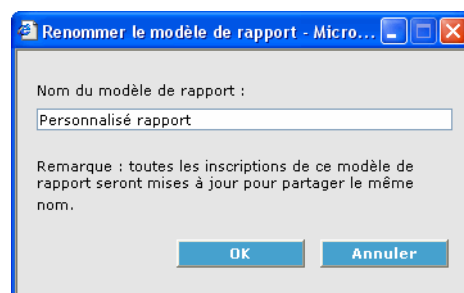 Renommer le modèle de rapport - Micro...
Nom du modèle de rapport :
Personnalisé rapport
Remarque : toutes les inscriptions de ce modèle de
rapport seront mises à jour pour partager le même
nom.
OK
Annuler